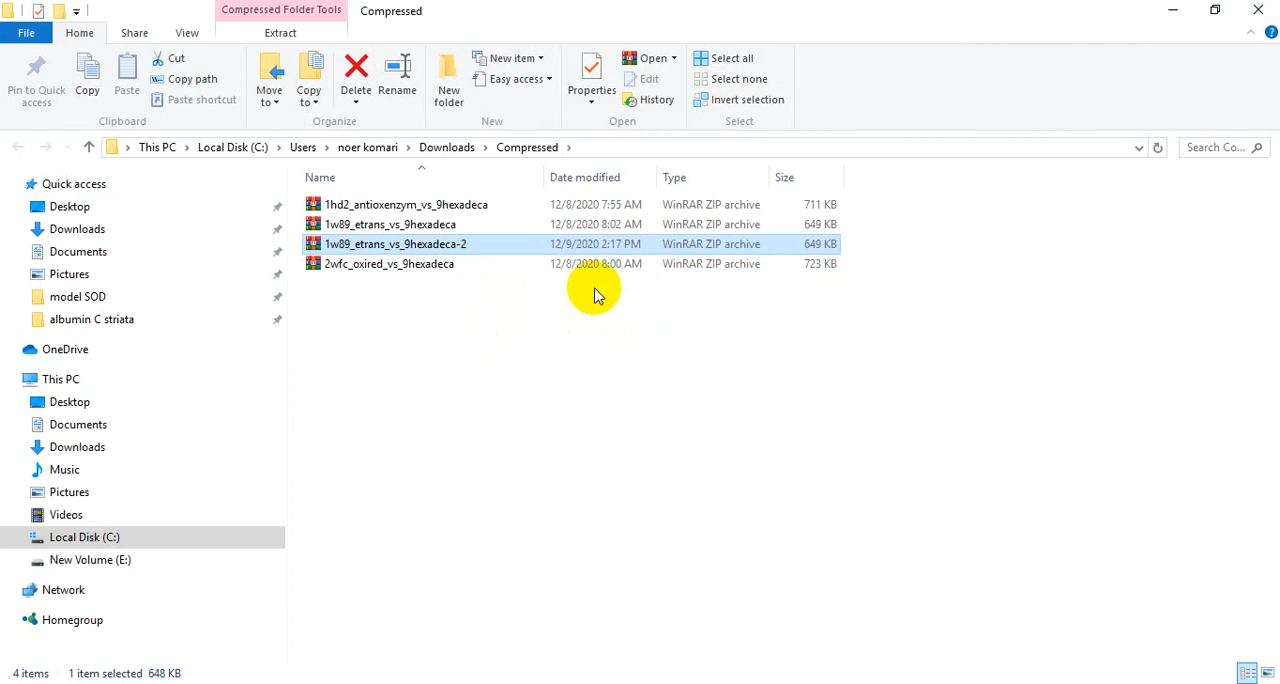 Compressed Folder Tools
Compressed
File
Home
Share
View
Extract
Pin to Quick access
Copy
Paste
Cut
Copy path
Paste shortcut
Clipboard
Move to
Copy to
Delete
Rename
Organize
New folder
New item
Easy access
New
Properties
Open
Edit
History
Open
Select all
Select none
Invert selection
Select
This PC > Local Disk (C:) > Users > noer komari > Downloads > Compressed >
Search Co...
Quick access
Desktop
Downloads
Documents
Pictures
model SOD
albumin C striata
OneDrive
This PC
Desktop
Documents
Downloads
Music
Pictures
Videos
Local Disk (C:)
New Volume (E:)
Network
Homegroup
Name Date modified Type Size
1hd2_antioxenzym_vs_9hexadeca 12/8/2020 7:55 AM WinRAR ZIP archive 711 KB
1w89_etrans_vs_9hexadeca 12/8/2020 8:02 AM WinRAR ZIP archive 649 KB
1w89_etrans_vs_9hexadeca-2 12/9/2020 2:17 PM WinRAR ZIP archive 649 KB
2wfc_oxired_vs_9hexadeca 12/8/2020 8:00 AM WinRAR ZIP archive 723 KB
4 items 1 item selected 648 KB